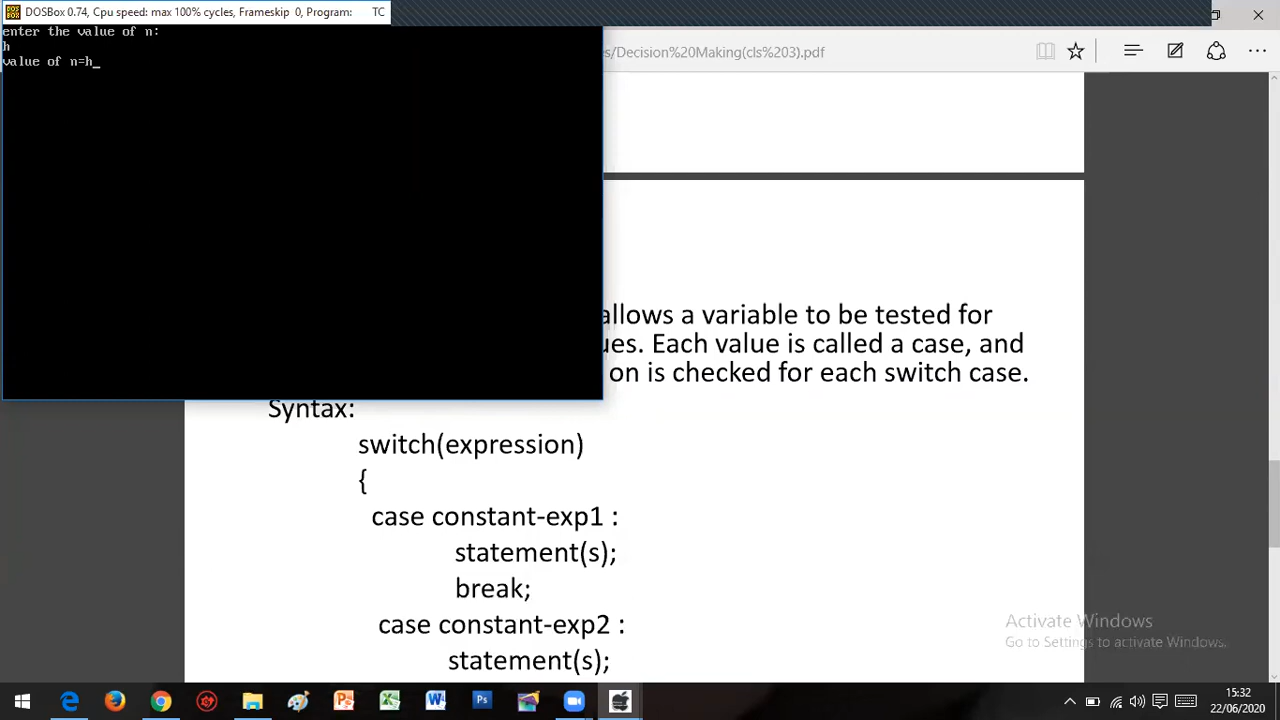 DOSBox 0.74, Cpu speed: max 100% cycles, Frameskip 0, Program: TC
enter the value of n:
h
value of n=h_
es/Decision%20Making(cls%203).pdf
allows a variable to be tested for
ues. Each value is called a case, and
on is checked for each switch case.
Syntax:
switch(expression)
{
case constant-exp1 :
statement(s);
break;
case constant-exp2 :
statement(s);
Activate Windows
Go to Settings to activate Windows.
15:32
22/06/2020